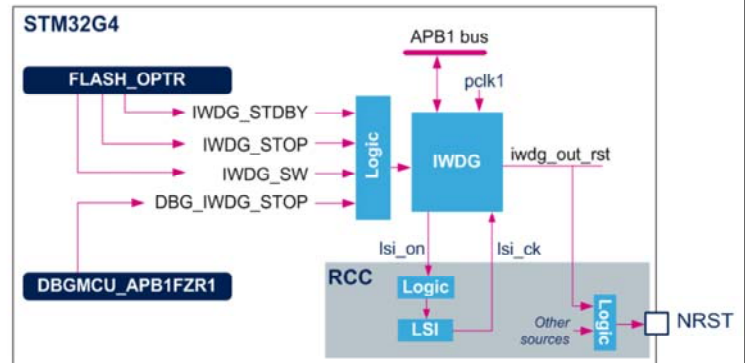 STM32G4
APB1 bus
FLASH_OPTR
pclk1
IWDG_STDBY
IWDG_STOP
IWDG_SW
DBG_IWDG_STOP
Logic
IWDG
iwdg_out_rst
lsi_on
lsi_ck
DBGMCU_APB1FZR1
RCC
Logic
LSI
Other
sources
Logic
NRST